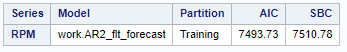 Series Model Partition AIC SBC
RPM work.AR2_flt_forecast Training 7493.73 7510.78